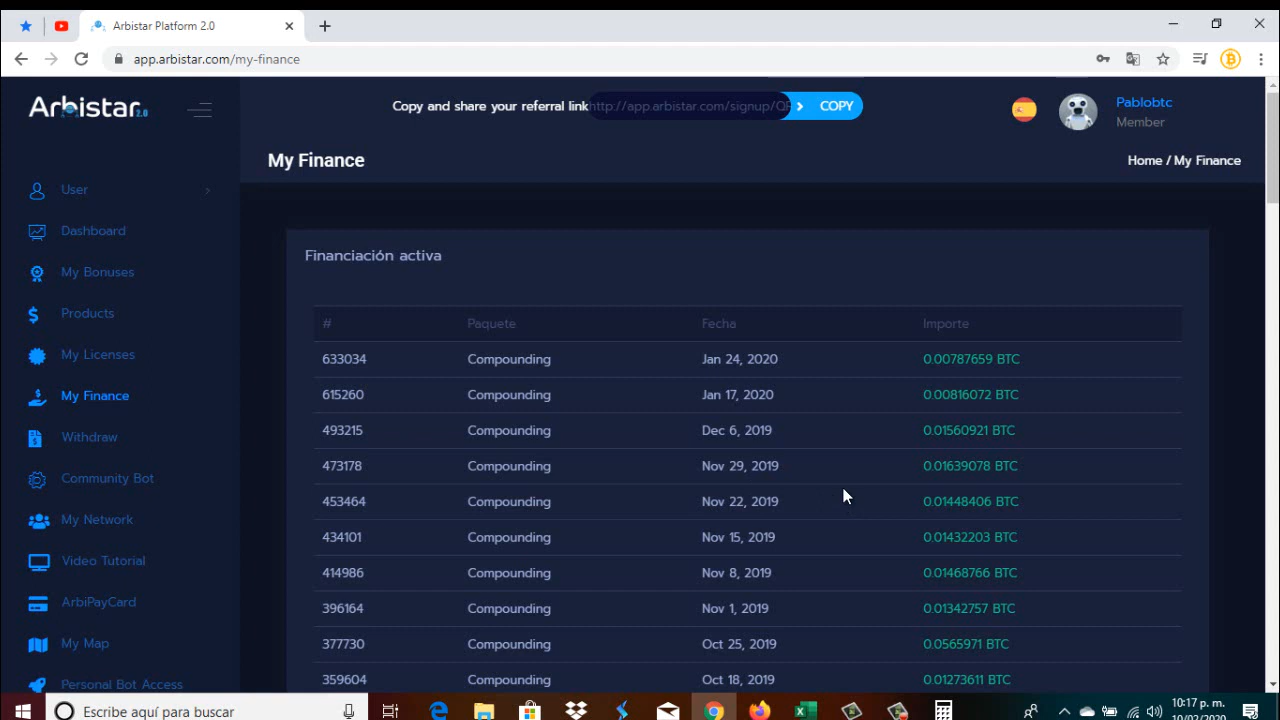 Arbistar Platform 2.0
app.arbistar.com/my-finance
Arbistar 2.0
Copy and share your referral link http://app.arbistar.com/signup/ COPY
Pablobtc
Member
My Finance
Home / My Finance
User
Dashboard
My Bonuses
Products
My Licenses
My Finance
Withdraw
Community Bot
My Network
Video Tutorial
ArbiPayCard
My Map
Personal Bot Access
Financiación activa
# Paquete Fecha Importe
633034 Compounding Jan 24, 2020 0.00787659 BTC
615260 Compounding Jan 17, 2020 0.00816072 BTC
493215 Compounding Dec 6, 2019 0.01560921 BTC
473178 Compounding Nov 29, 2019 0.01639078 BTC
453464 Compounding Nov 22, 2019 0.01448406 BTC
434101 Compounding Nov 15, 2019 0.01432203 BTC
414986 Compounding Nov 8, 2019 0.01468766 BTC
396164 Compounding Nov 1, 2019 0.01342757 BTC
377730 Compounding Oct 25, 2019 0.0565971 BTC
359604 Compounding Oct 18, 2019 0.01273611 BTC
Escribe aquí para buscar
10:17 p. m.
10/02/2020